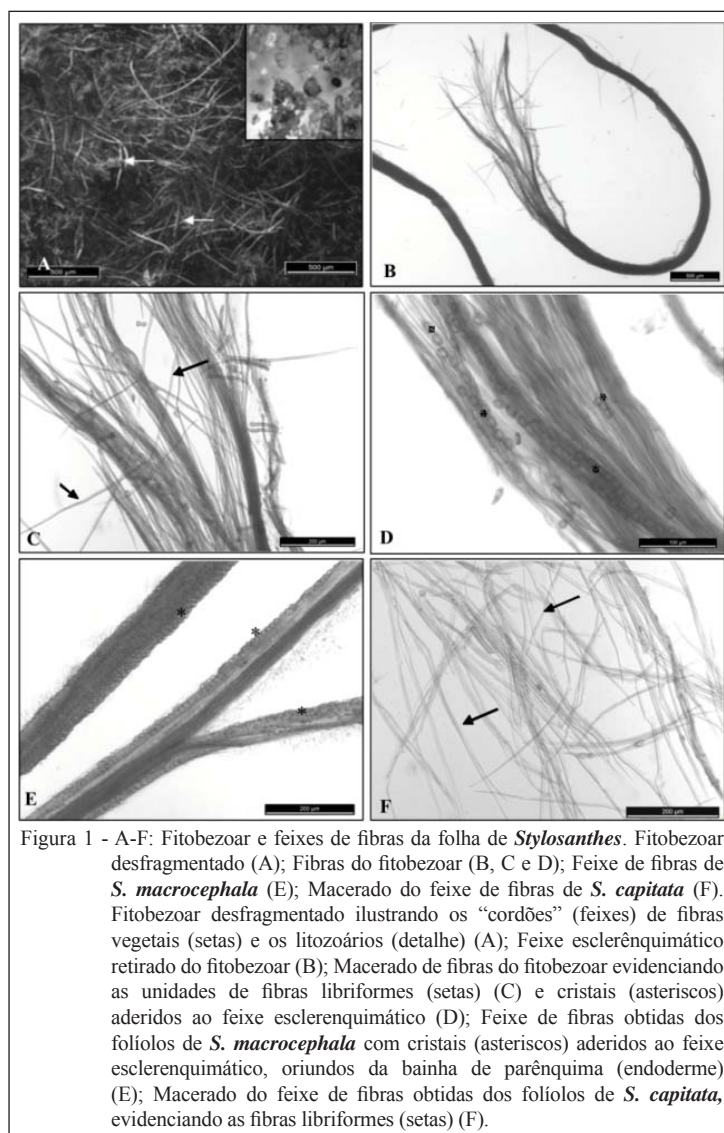 A
500 µm
500 µm
B
500 µm
C
200 µm
D
100 µm
E
200 µm
F
200 µm
Figura 1 - A-F: Fitobezoar e feixes de fibras da folha de Stylosanthes. Fitobezoar
desfragmentado (A); Fibras do fitobezoar (B, C e D); Feixe de fibras de
S. macrocephala (E); Macerado do feixe de fibras de S. capitata (F).
Fitobezoar desfragmentado ilustrando os “cordões” (feixes) de fibras
vegetais (setas) e os litozoários (detalhe) (A); Feixe esclerênquimático
retirado do fitobezoar (B); Macerado de fibras do fitobezoar evidenciando
as unidades de fibras libriformes (setas) (C) e cristais (asteriscos)
aderidos ao feixe esclerenquimático (D); Feixe de fibras obtidas dos
folíolos de S. macrocephala com cristais (asteriscos) aderidos ao feixe
esclerenquimático, oriundos da bainha de parênquima (endoderme)
(E); Macerado do feixe de fibras obtidas dos folíolos de S. capitata,
evidenciando as fibras libriformes (setas) (F).